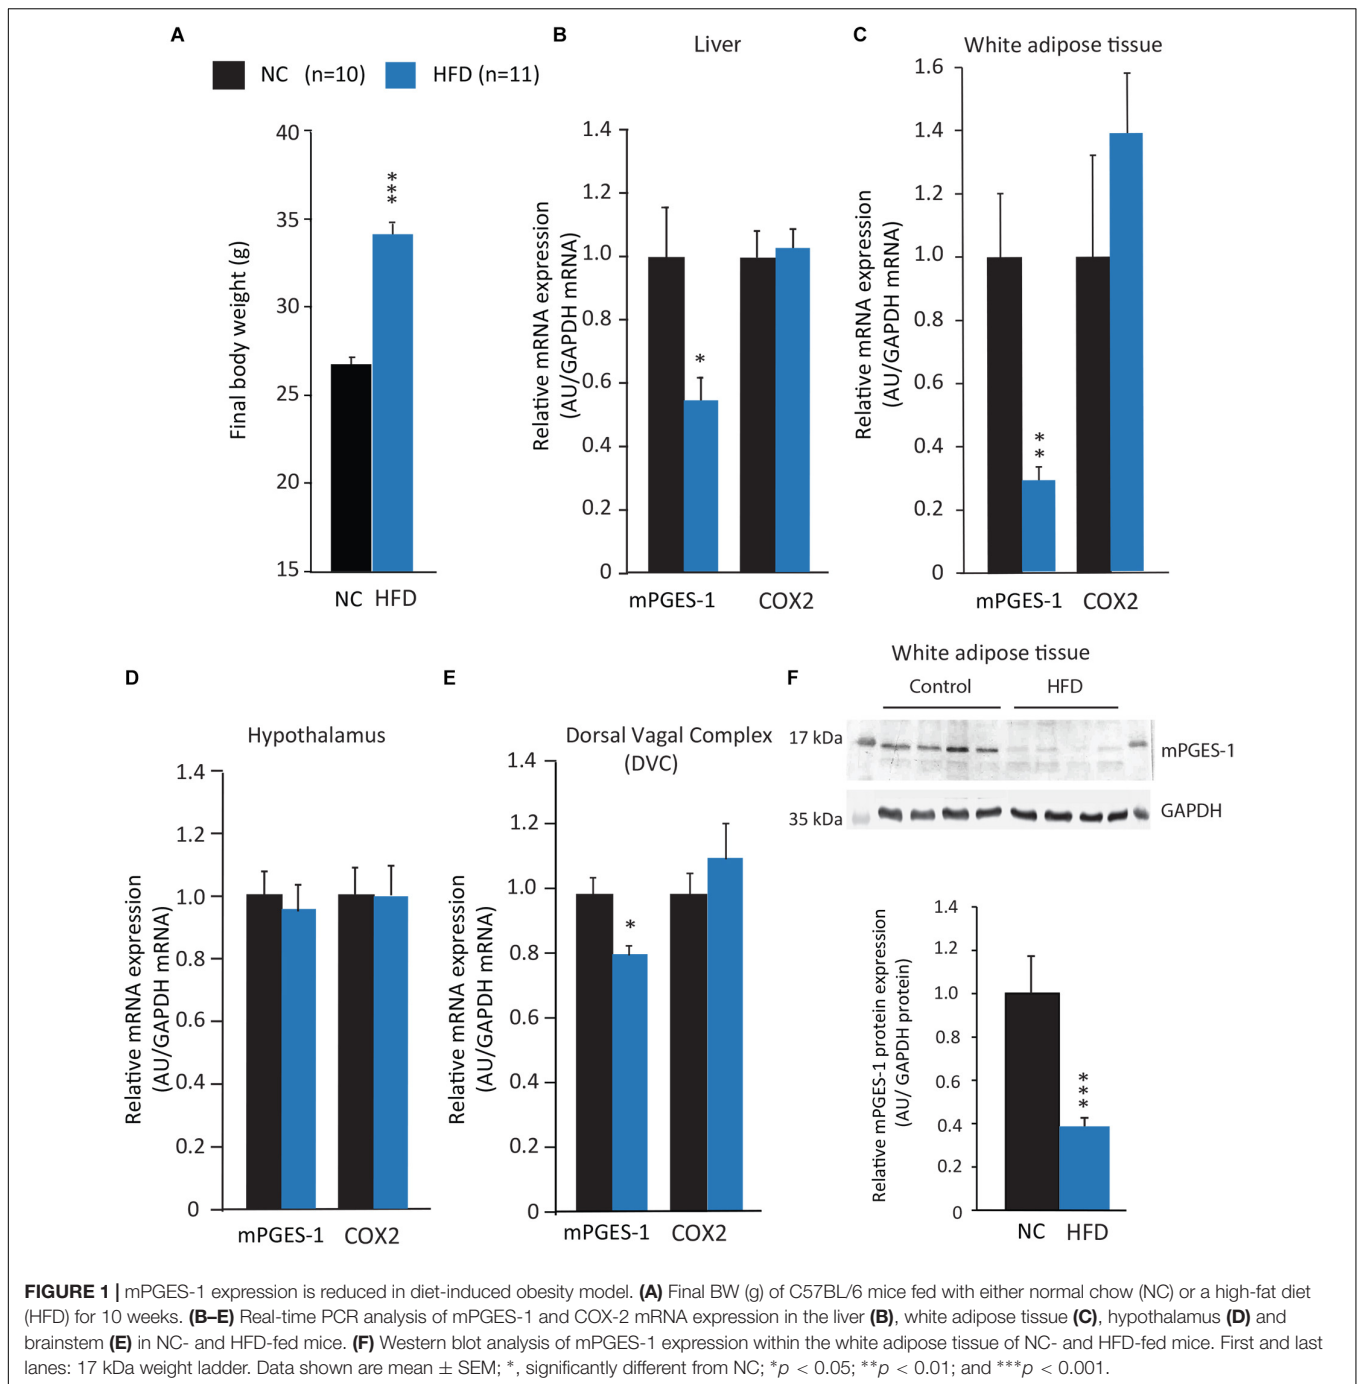 A
NC (n=10) HFD (n=11)
Final body weight (g)
40
35
30
25
20
15
***
NC HFD
B
Liver
Relative mRNA expression
(AU/GAPDH mRNA)
1.4
1.2
1.0
0.8
0.6
0.4
0.2
0
*
mPGES-1 COX2
C
White adipose tissue
Relative mRNA expression
(AU/GAPDH mRNA)
1.6
1.4
1.2
1.0
0.8
0.6
0.4
0.2
0
**
mPGES-1 COX2
D
Hypothalamus
Relative mRNA expression
(AU/GAPDH mRNA)
1.4
1.2
1.0
0.8
0.6
0.4
0.2
0
mPGES-1 COX2
E
Dorsal Vagal Complex
(DVC)
Relative mRNA expression
(AU/GAPDH mRNA)
1.4
1.2
1.0
0.8
0.6
0.4
0.2
0
*
mPGES-1 COX2
F
White adipose tissue
Control HFD
17 kDa mPGES-1
35 kDa GAPDH
Relative mPGES-1 protein expression
(AU/ GAPDH protein)
1.4
1.2
1.0
0.8
0.6
0.4
0.2
0
***
NC HFD
FIGURE 1 | mPGES-1 expression is reduced in diet-induced obesity model. (A) Final BW (g) of C57BL/6 mice fed with either normal chow (NC) or a high-fat diet
(HFD) for 10 weeks. (B–E) Real-time PCR analysis of mPGES-1 and COX-2 mRNA expression in the liver (B), white adipose tissue (C), hypothalamus (D) and
brainstem (E) in NC- and HFD-fed mice. (F) Western blot analysis of mPGES-1 expression within the white adipose tissue of NC- and HFD-fed mice. First and last
lanes: 17 kDa weight ladder. Data shown are mean ± SEM; *, significantly different from NC; *p < 0.05; **p < 0.01; and ***p < 0.001.